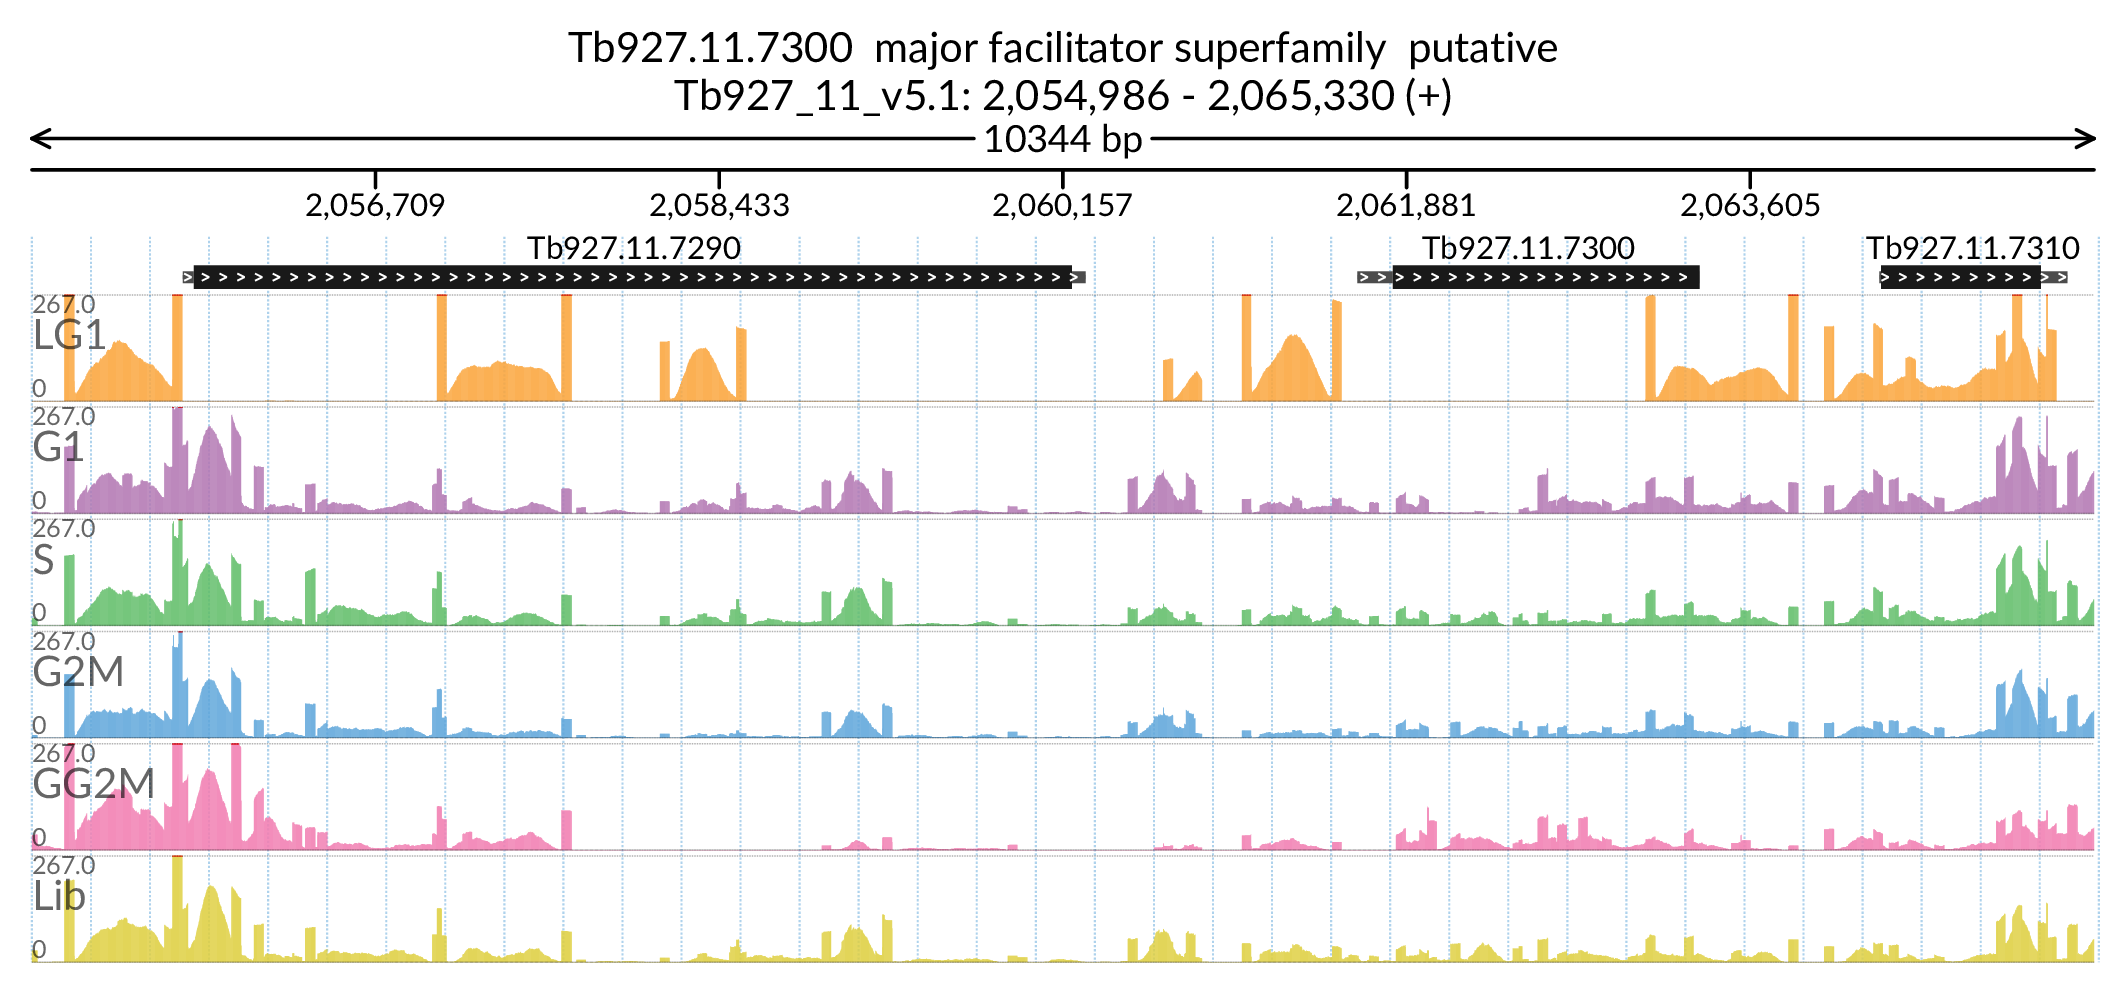 Tb927.11.7300  major facilitator superfamily  putative
Tb927_11_v5.1: 2,054,986 - 2,065,330 (+)
10344 bp
2,056,709 2,058,433 2,060,157 2,061,881 2,063,605
Tb927.11.7290 Tb927.11.7300 Tb927.11.7310
267.0
LG1
0
267.0
G1
0
267.0
S
0
267.0
G2M
0
267.0
GG2M
0
267.0
Lib
0